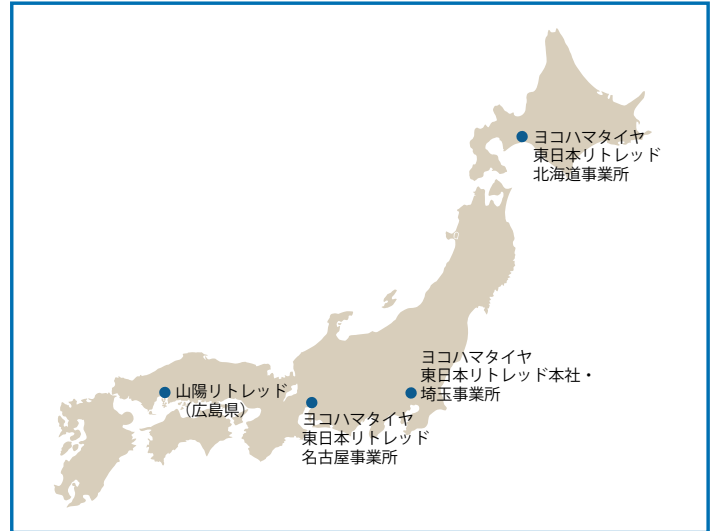 ヨコハマタイヤ
東日本リトレッド
北海道事業所
ヨコハマタイヤ
東日本リトレッド本社・
埼玉事業所
山陽リトレッド
（広島県）
ヨコハマタイヤ
東日本リトレッド
名古屋事業所